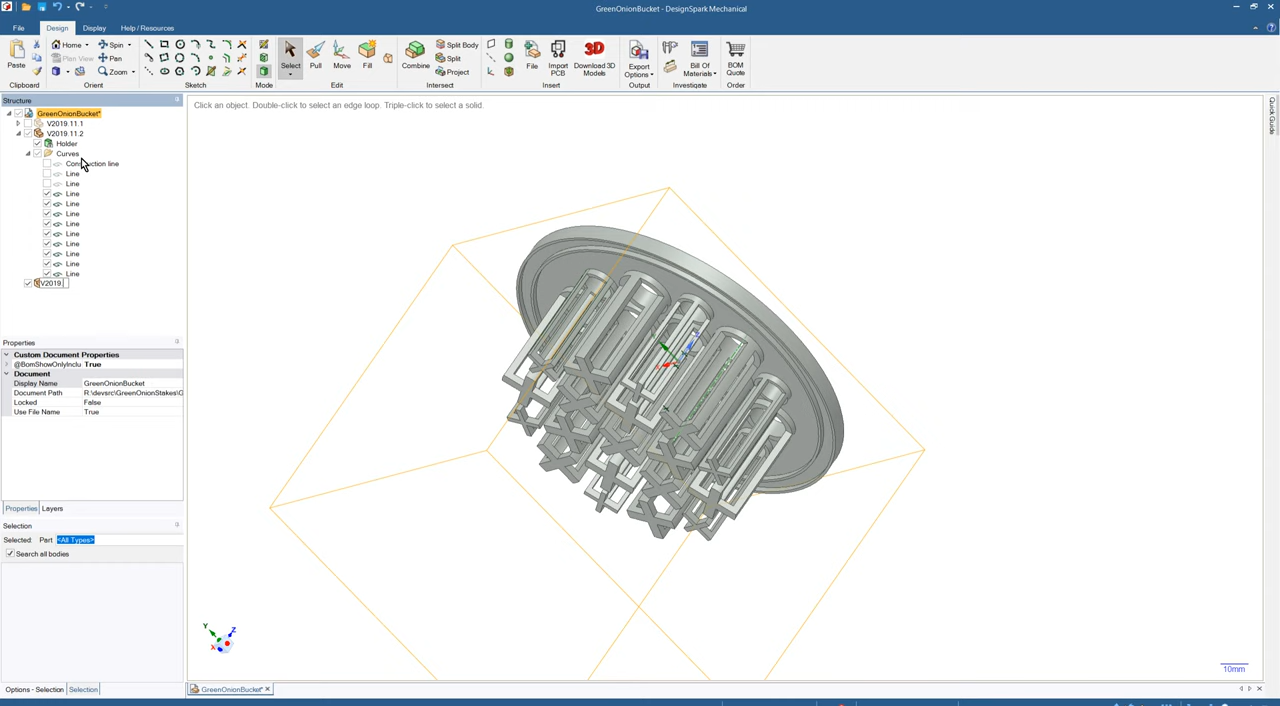 GreenOnionBucket - DesignSpark Mechanical
File
Design
Display
Help / Resources
Paste
Home
Spin
Plan View
Pan
Zoom
Select
Pull
Move
Fill
Combine
Split Body
Split
Project
File
Import PCB
Download 3D Models
Export Options
Bill Of Materials
BOM Quote
Clipboard
Orient
Sketch
Mode
Edit
Intersect
Insert
Output
Investigate
Order
Structure
Click an object. Double-click to select an edge loop. Triple-click to select a solid.
Quick Guide
GreenOnionBucket*
V2019.11.1
V2019.11.2
Holder
Curves
Construction line
Line
Line
Line
Line
Line
Line
Line
Line
Line
Line
Line
V2019.
Properties
Custom Document Properties
@BomShowOnlyInclu True
Document
Display Name GreenOnionBucket
Document Path R:\devsrc\GreenOnionStakes\G
Locked False
Use File Name True
Properties Layers
Selection
Selected: Part <All Types>
Search all bodies
Y
Z
X
10mm
Options - Selection Selection
GreenOnionBucket*